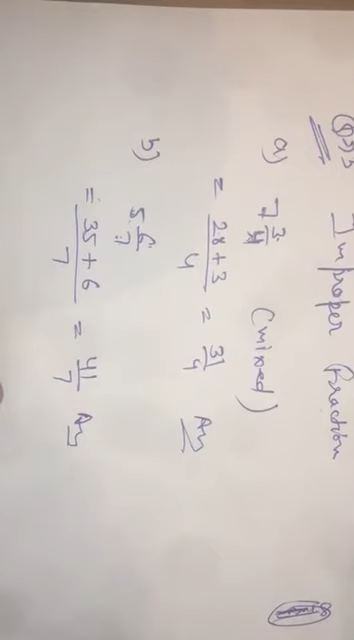 Improper Fraction
a) 7 3/4 (mixed)
= 28+3/4 = 31/4 Ans
b) 5 6/7
= 35+6/7 = 41/7 Ans